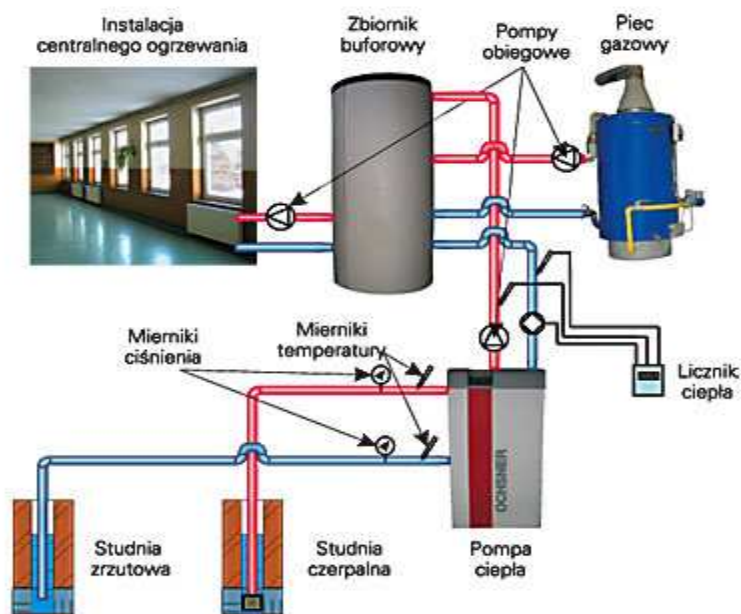 Instalacja
centralnego ogrzewania
Zbiornik
buforowy
Pompy
obiegowe
Piec
gazowy
Mierniki
ciśnienia
Mierniki
temperatury
Licznik
ciepła
OCHSNER
Studnia
zrzutowa
Studnia
czerpalna
Pompa
ciepła